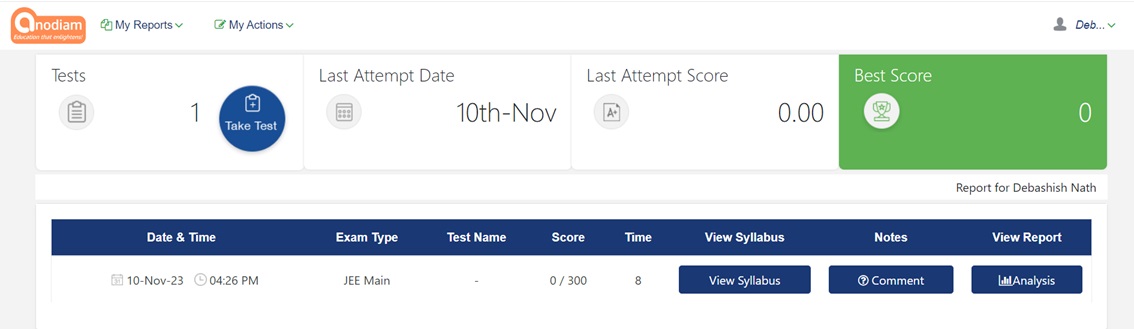 anodiam
Education that enlightens!
My Reports
My Actions
Deb...
Tests
1
Take Test
Last Attempt Date
10th-Nov
Last Attempt Score
A+
0.00
Best Score
0
Report for Debashish Nath
Date & Time Exam Type Test Name Score Time View Syllabus Notes View Report
10-Nov-23 04:26 PM JEE Main - 0 / 300 8 View Syllabus Comment Analysis